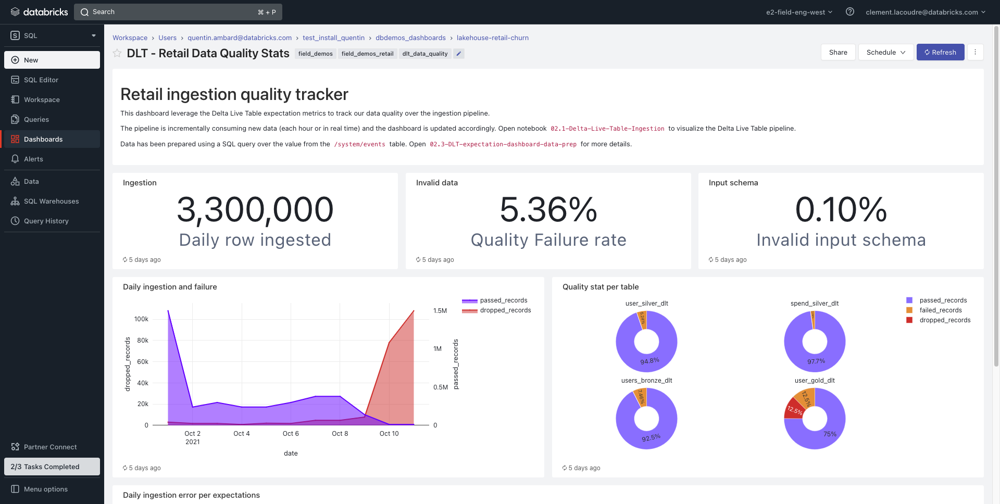 databricks
Search
⌘ + P
e2-field-eng-west
clement.lacoudre@databricks.com
S SQL
New
SQL Editor
Workspace
Queries
Dashboards
Alerts
Data
SQL Warehouses
Query History
Partner Connect
2/3 Tasks Completed
Menu options
Workspace › Users › quentin.ambard@databricks.com › test_install_quentin › dbdemos_dashboards › lakehouse-retail-churn
DLT - Retail Data Quality Stats
field_demos
field_demos_retail
dlt_data_quality
Share
Schedule
Refresh
Retail ingestion quality tracker
This dashboard leverage the Delta Live Table expectation metrics to track our data quality over the ingestion pipeline.
The pipeline is incrementally consuming new data (each hour or in real time) and the dashboard is updated accordingly. Open notebook 02.1-Delta-Live-Table-Ingestion to visualize the Delta Live Table pipeline.
Data has been prepared using a SQL query over the value from the /system/events table. Open 02.3-DLT-expectation-dashboard-data-prep for more details.
Ingestion
3,300,000
Daily row ingested
5 days ago
Invalid data
5.36%
Quality Failure rate
5 days ago
Input schema
0.10%
Invalid input schema
5 days ago
Daily ingestion and failure
passed_records
dropped_records
dropped_records
100k
80k
60k
40k
20k
0
1.5M
1M
0.5M
0
passed_records
Oct 2
2021
Oct 4
Oct 6
Oct 8
Oct 10
date
5 days ago
Quality stat per table
passed_records
failed_records
dropped_records
user_silver_dlt
5.24%
94.8%
spend_silver_dlt
97.7%
users_bronze_dlt
7.46%
92.5%
user_gold_dlt
12.5%
12.5%
75%
5 days ago
Daily ingestion error per expectations